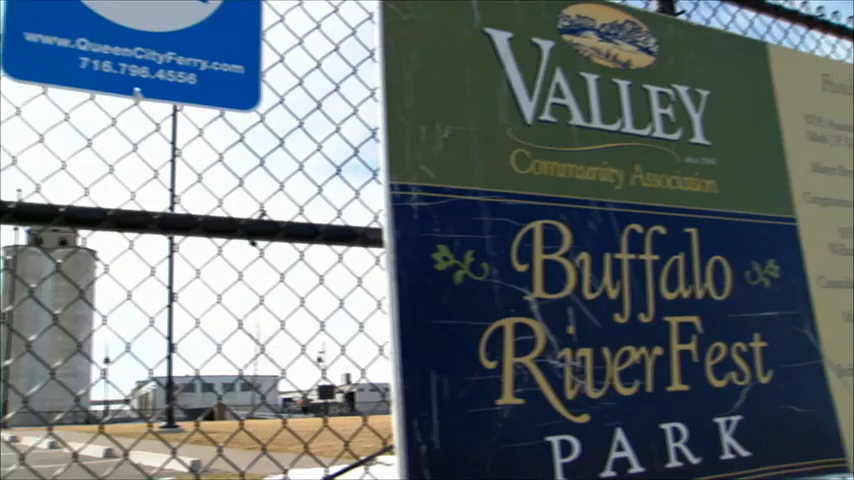 www.QueenCityFerry.com
716.796.4556
VALLEY
Community Association
Buffalo
RiverFest
PARK